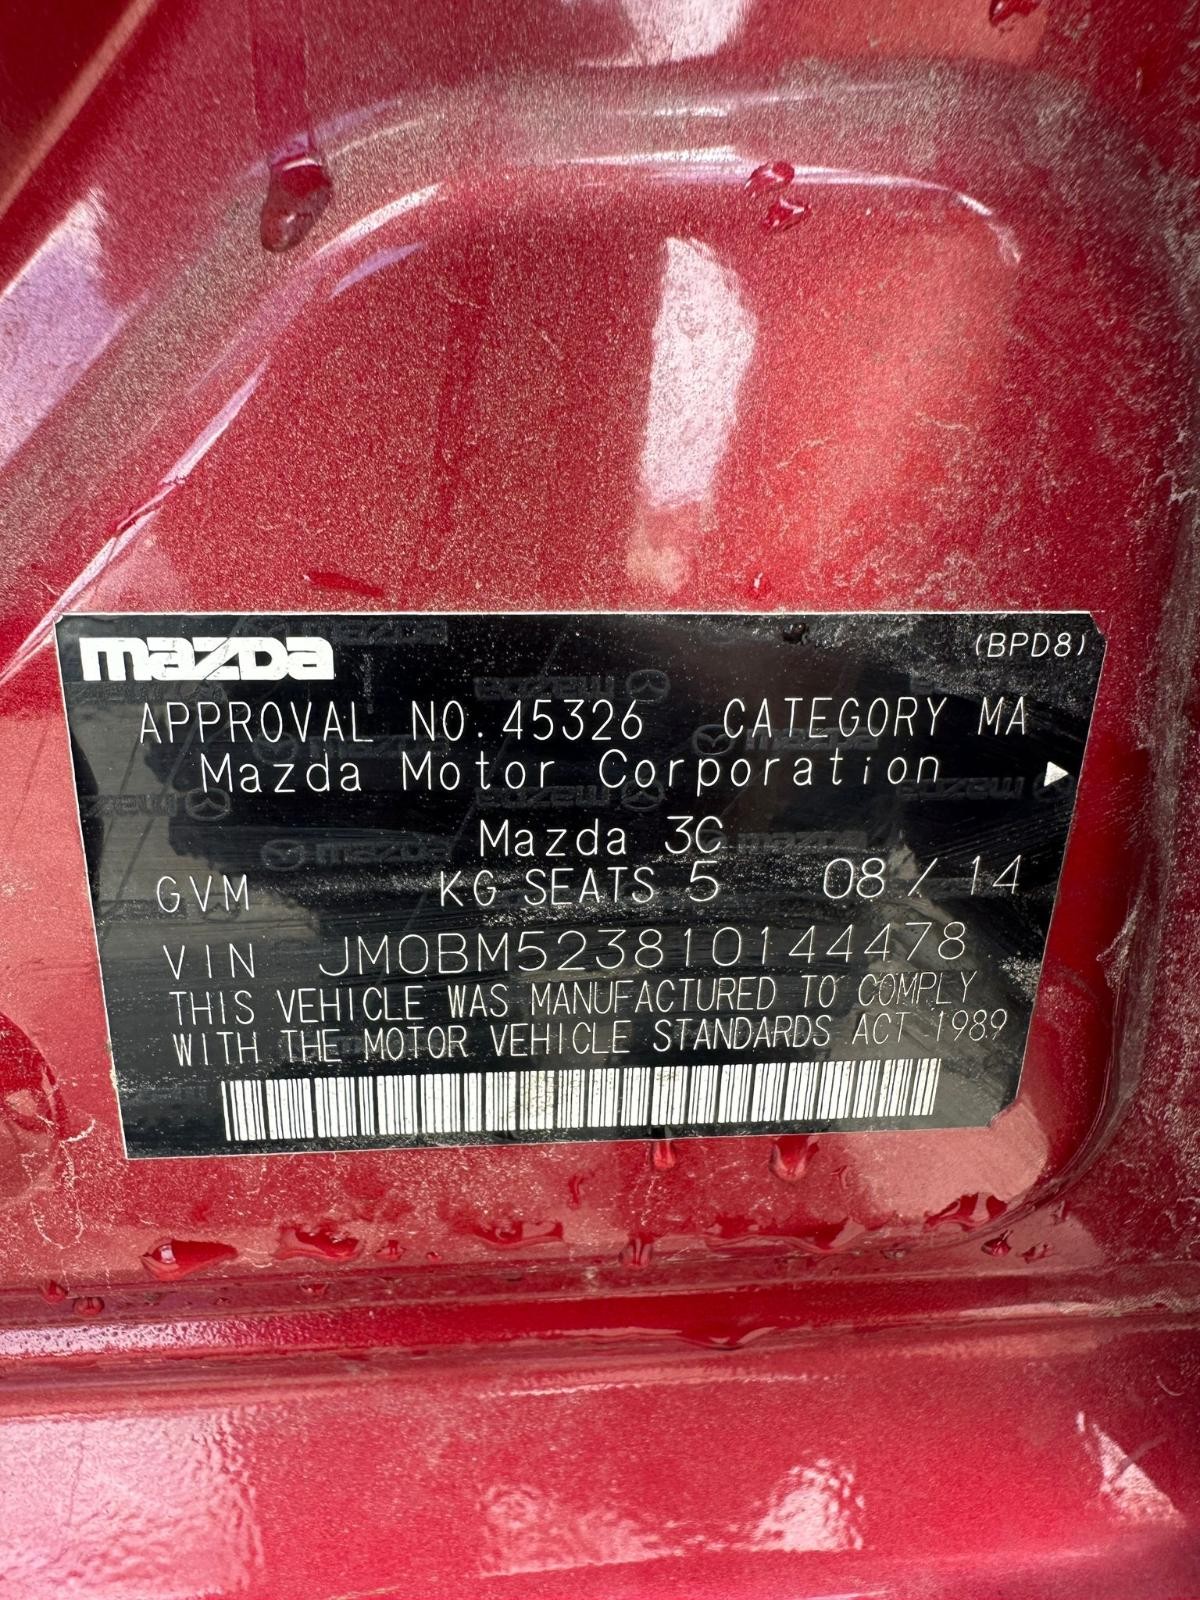 mazda
(BPD8)
APPROVAL NO. 45326 CATEGORY MA
Mazda Motor Corporation
Mazda 3C
GVM KG SEATS 5 08 / 14
VIN JM0BM523810144478
THIS VEHICLE WAS MANUFACTURED TO COMPLY
WITH THE MOTOR VEHICLE STANDARDS ACT 1989